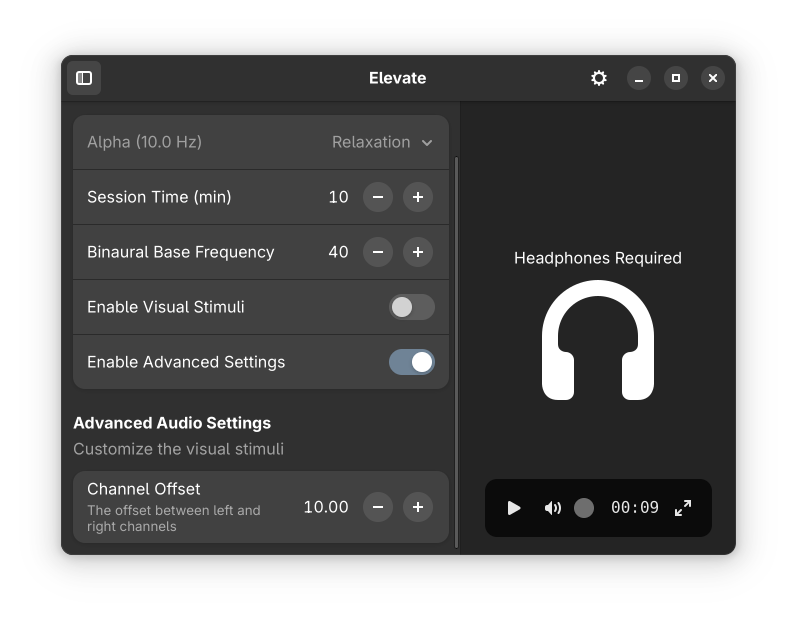 Elevate
Alpha (10.0 Hz) Relaxation
Session Time (min) 10
Binaural Base Frequency 40
Enable Visual Stimuli
Enable Advanced Settings
Advanced Audio Settings
Customize the visual stimuli
Channel Offset
The offset between left and
right channels
10.00
Headphones Required
00:09